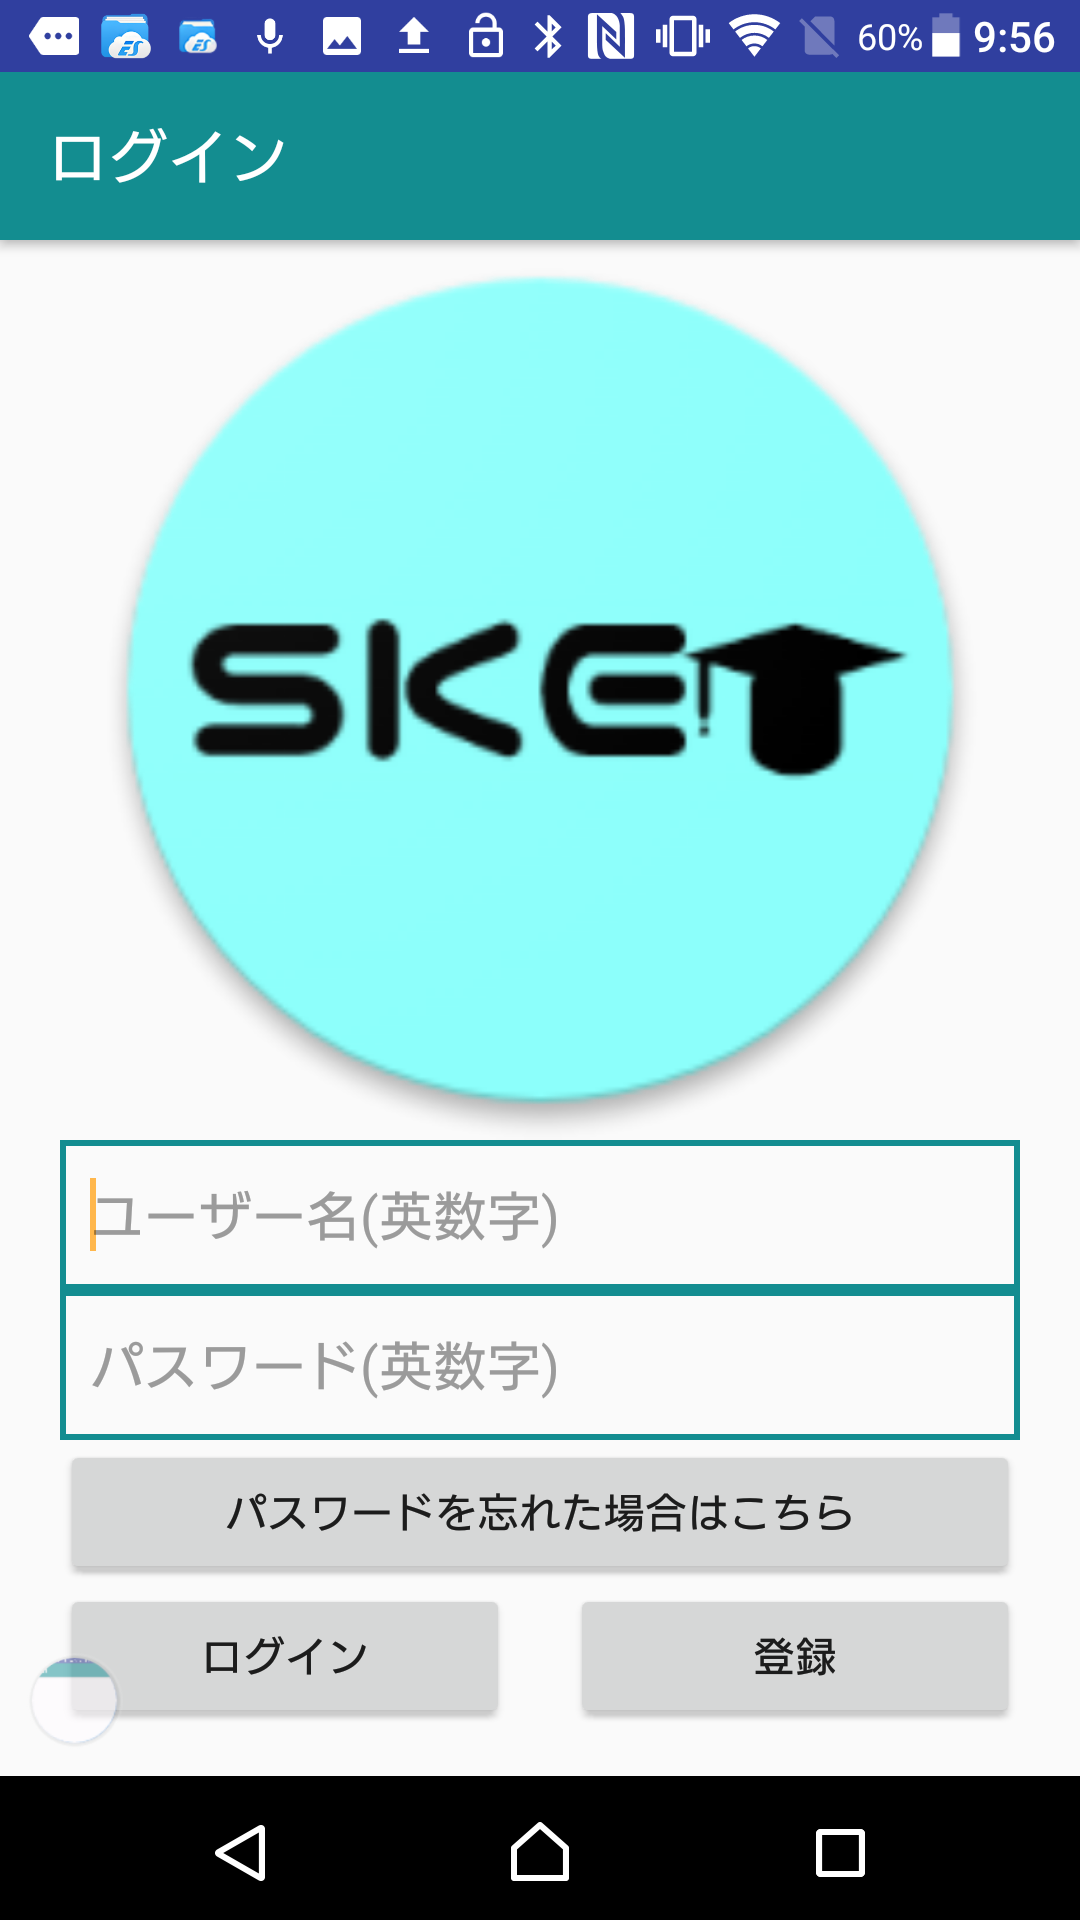 60% 9:56
ログイン
SKET
ユーザー名(英数字)
パスワード(英数字)
パスワードを忘れた場合はこちら
ログイン 登録